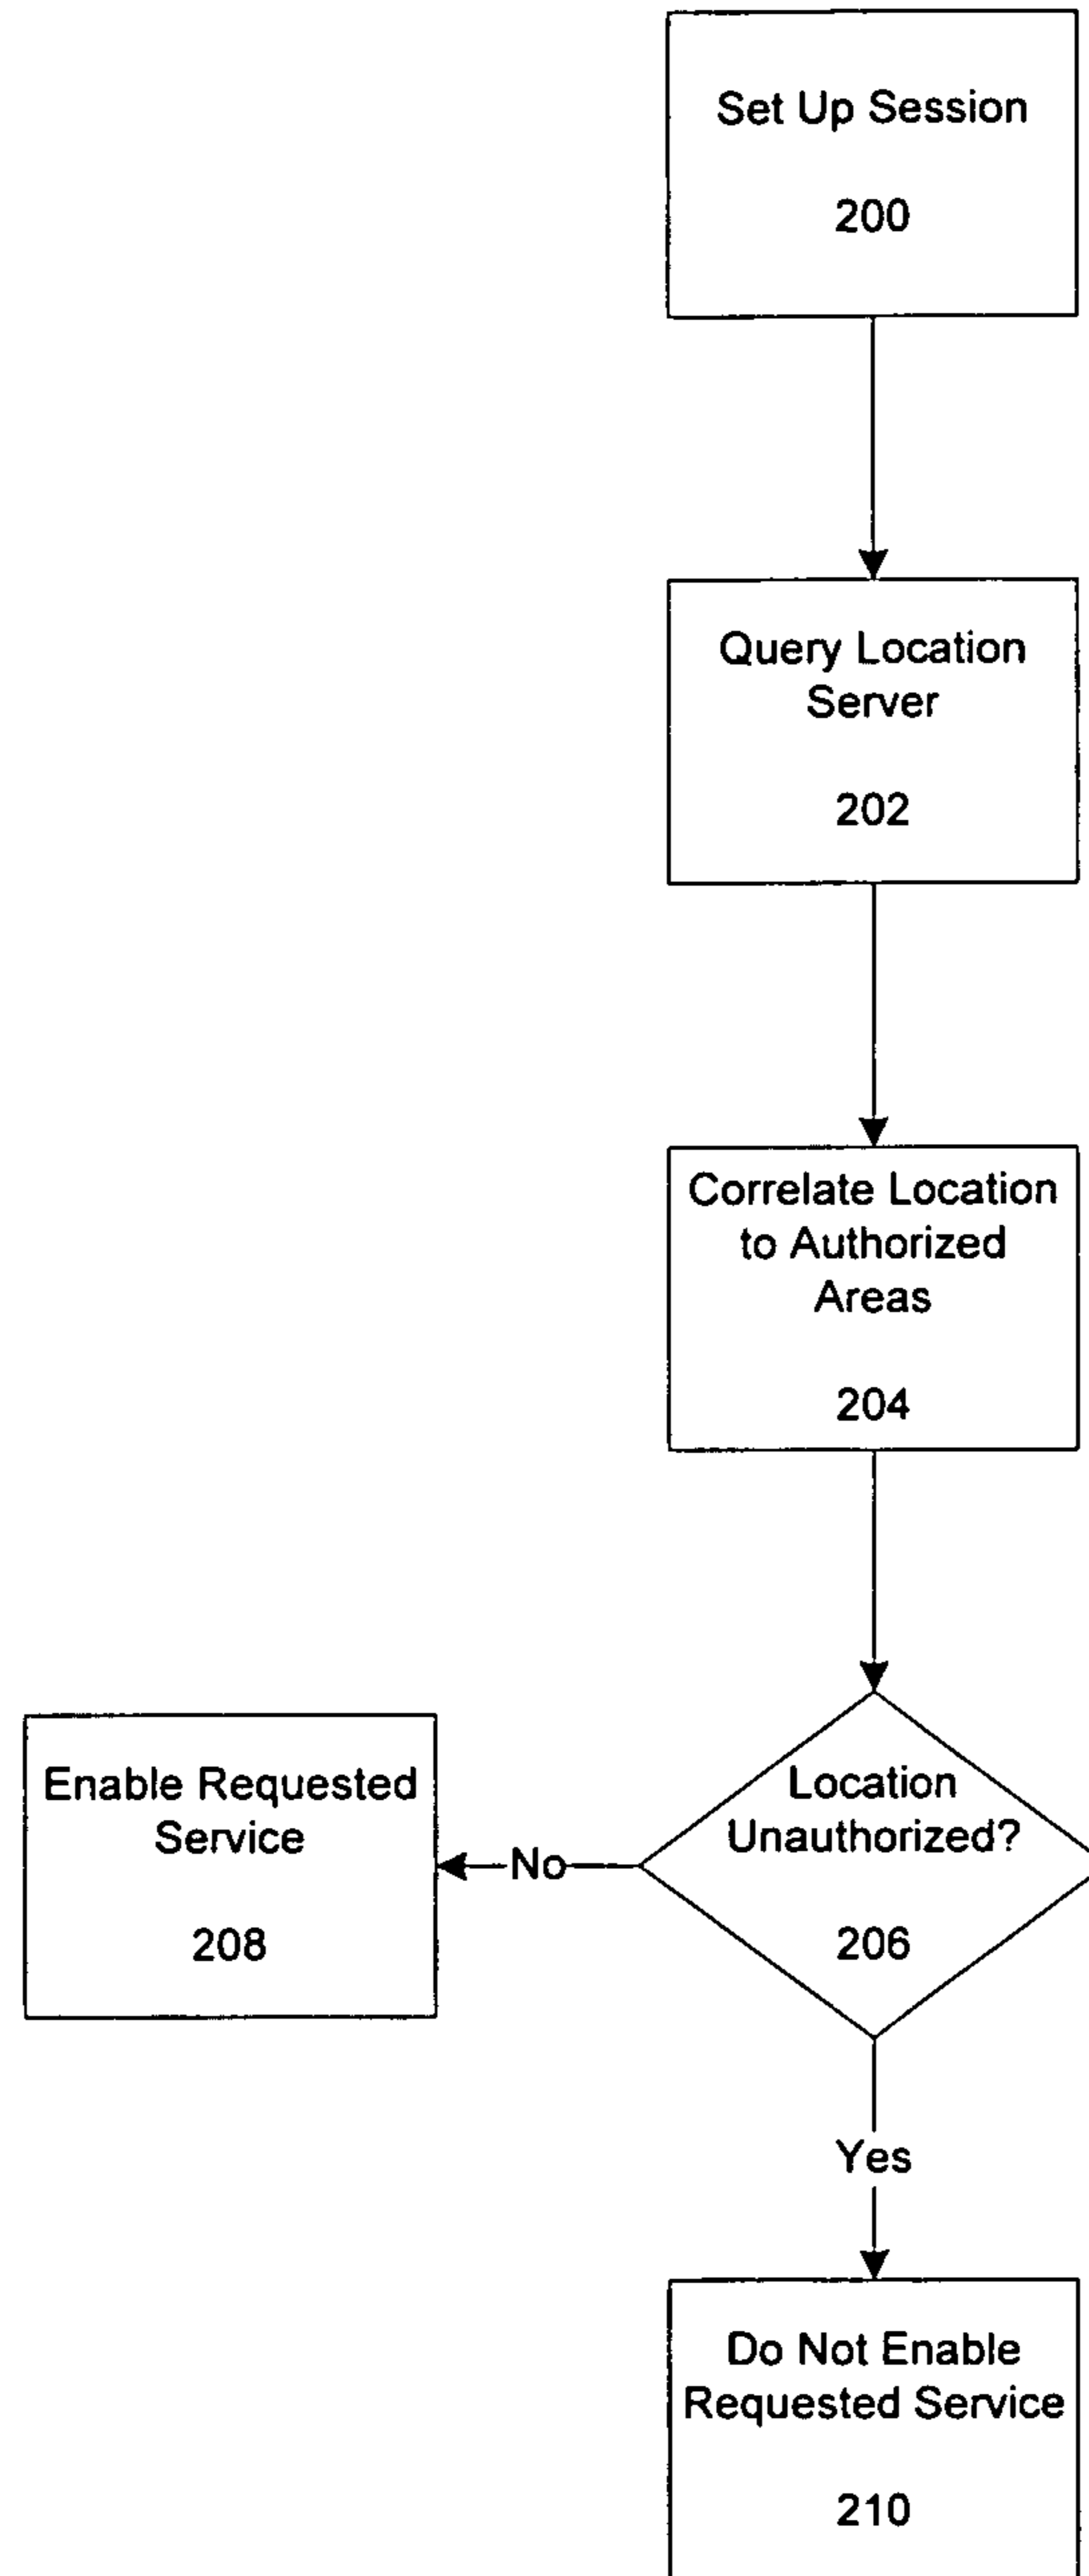 Set Up Session
200
Query Location
Server
202
Correlate Location
to Authorized
Areas
204
Location
Unauthorized?
206
No
Enable Requested
Service
208
Yes
Do Not Enable
Requested Service
210